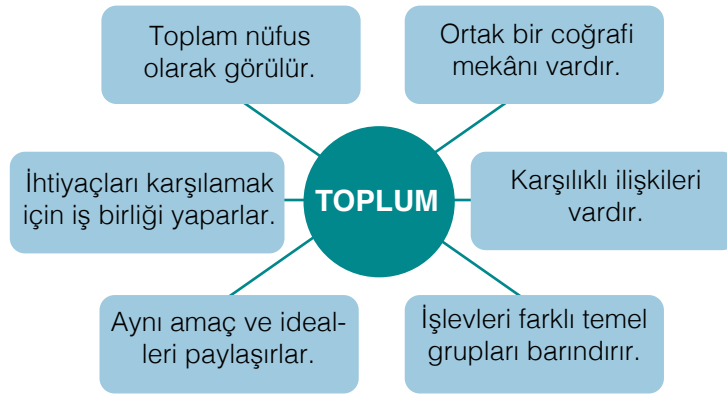 Toplam nüfus
olarak görülür.
Ortak bir coğrafi
mekânı vardır.
İhtiyaçları karşılamak
için iş birliği yaparlar.
TOPLUM
Karşılıklı ilişkileri
vardır.
Aynı amaç ve ideal-
leri paylaşırlar.
İşlevleri farklı temel
grupları barındırır.